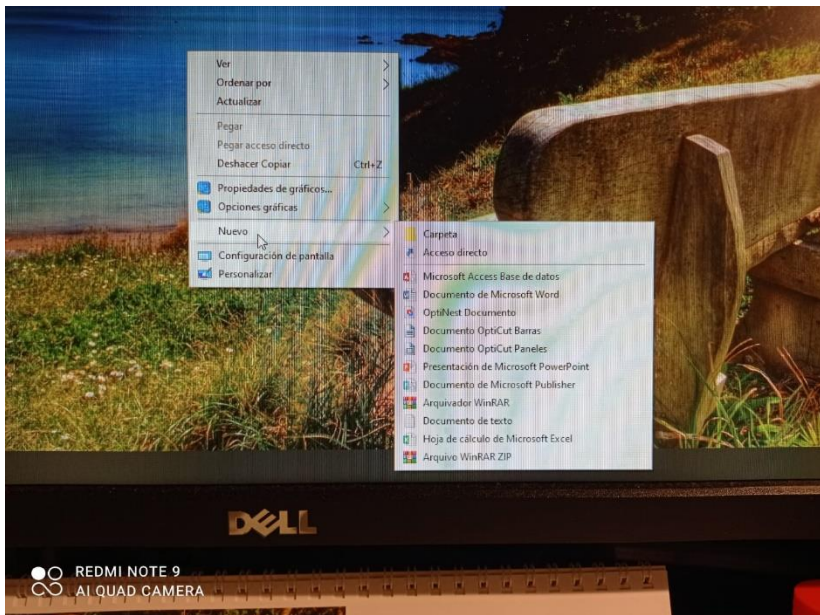 Ver
Ordenar por
Actualizar
Pegar
Pegar acceso directo
Deshacer Copiar Ctrl+Z
Propiedades de gráficos...
Opciones gráficas
Nuevo
Configuración de pantalla
Personalizar
Carpeta
Acceso directo
Microsoft Access Base de datos
Documento de Microsoft Word
OptiNest Documento
Documento OptiCut Barras
Documento OptiCut Paneles
Presentación de Microsoft PowerPoint
Documento de Microsoft Publisher
Arquivador WinRAR
Documento de texto
Hoja de cálculo de Microsoft Excel
Arquivo WinRAR ZIP
DELL
REDMI NOTE 9
AI QUAD CAMERA